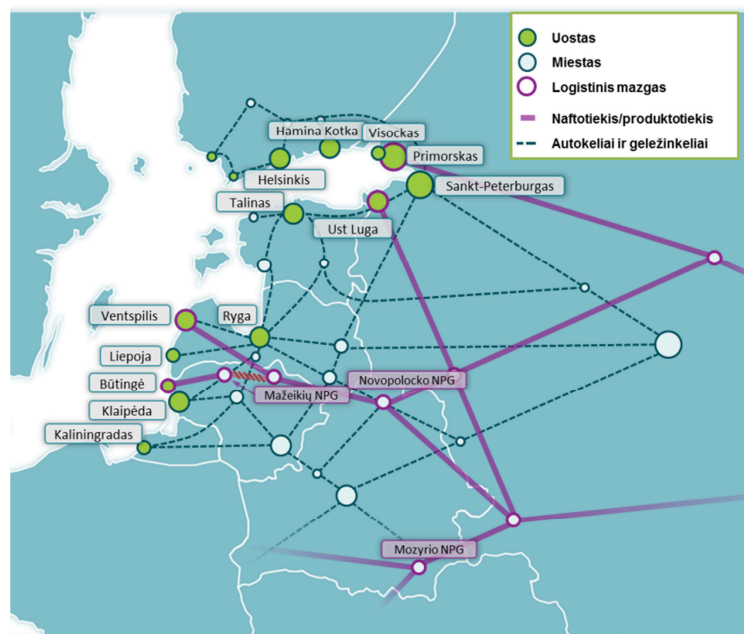 Uostas
Miestas
Logistinis mazgas
Naftotiekis/produktotiekis
Autokeliai ir geležinkeliai
Hamina Kotka
Visockas
Primorskas
Helsinkis
Sankt-Peterburgas
Talinas
Ust Luga
Ventspilis
Ryga
Liepoja
Būtingė
Novopolocko NPG
Mažeikių NPG
Klaipėda
Kaliningradas
Mozyrio NPG